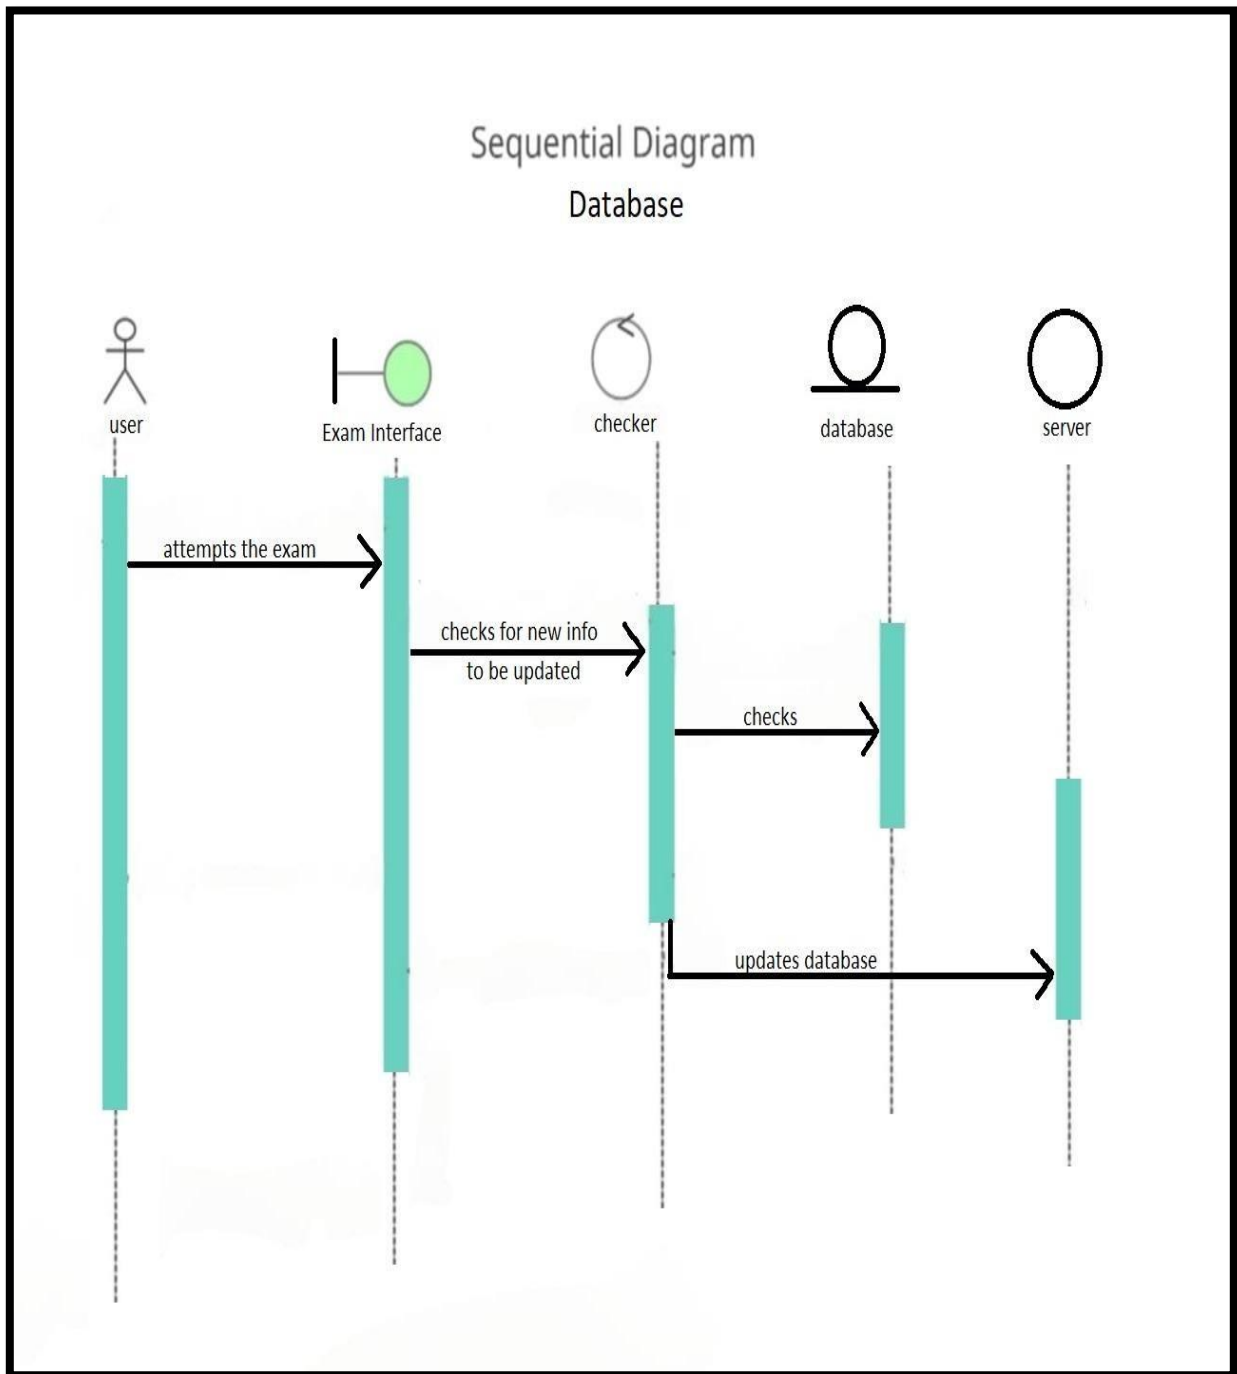 Sequential Diagram
Database
user
Exam Interface
checker
database
server
attempts the exam
checks for new info
to be updated
checks
updates database